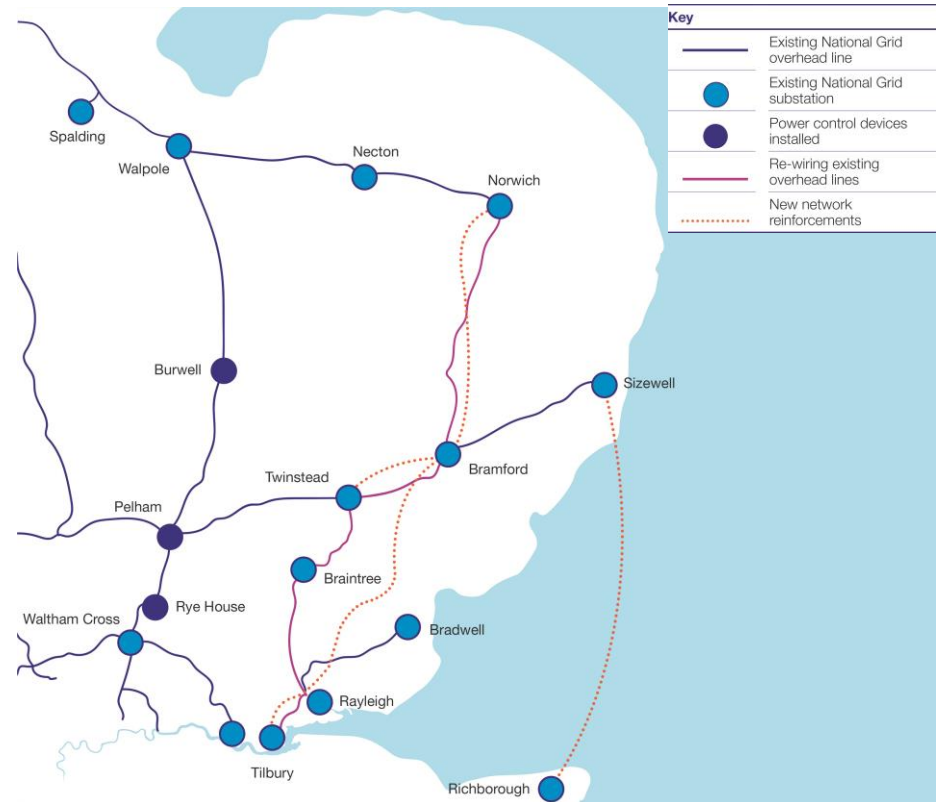 Key
Existing National Grid
overhead line
Existing National Grid
substation
Power control devices
installed
Re-wiring existing
overhead lines
New network
reinforcements
Spalding
Walpole
Necton
Norwich
Burwell
Sizewell
Bramford
Twinstead
Pelham
Braintree
Rye House
Waltham Cross
Bradwell
Rayleigh
Tilbury
Richborough